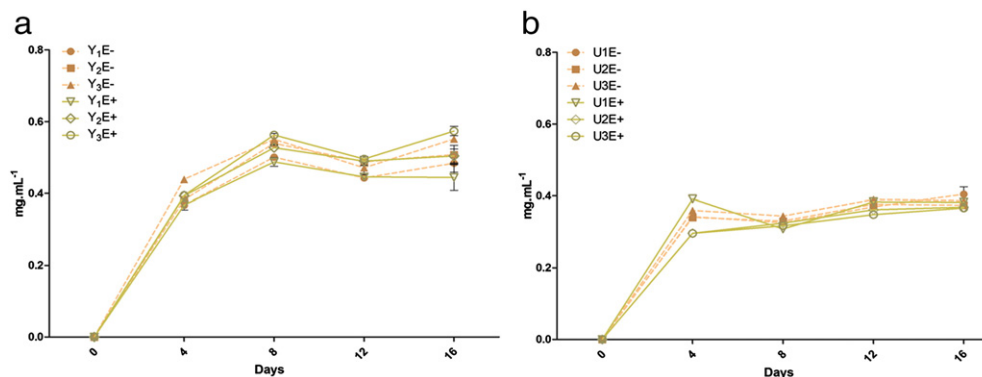 a
Y₁E-
Y₂E-
Y₃E-
Y₁E+
Y₂E+
Y₃E+
0.8
0.6
0.4
0.2
0.0
mg.mL⁻¹
0 4 8 12 16
Days
b
U1E-
U2E-
U3E-
U1E+
U2E+
U3E+
0.8
0.6
0.4
0.2
0.0
mg.mL⁻¹
0 4 8 12 16
Days